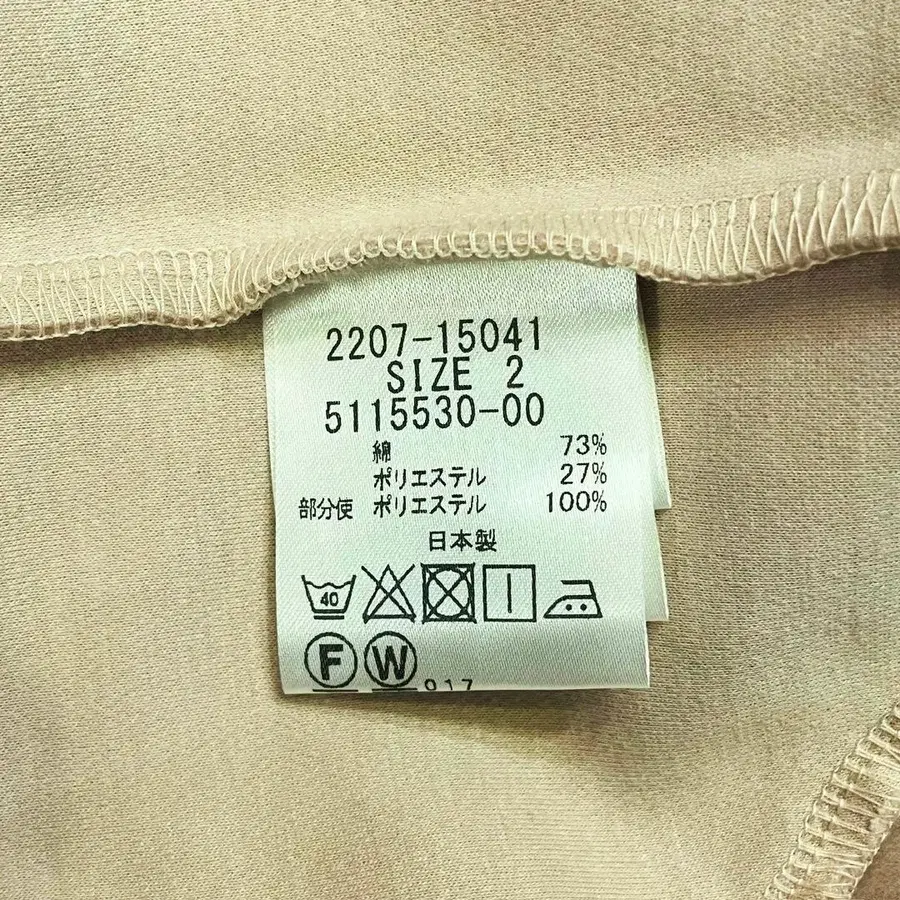 2207-15041
SIZE 2
5115530-00
綿 73%
ポリエステル 27%
部分使 ポリエステル 100%
日本製
40
F W
017